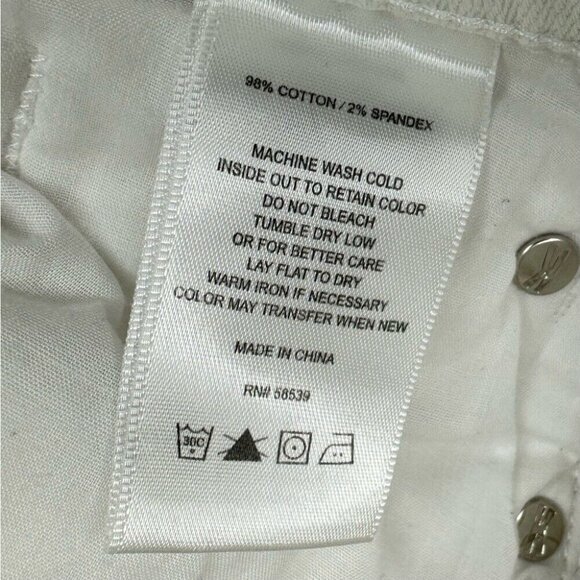 98% COTTON / 2% SPANDEX
MACHINE WASH COLD
INSIDE OUT TO RETAIN COLOR
DO NOT BLEACH
TUMBLE DRY LOW
OR FOR BETTER CARE
LAY FLAT TO DRY
WARM IRON IF NECESSARY
COLOR MAY TRANSFER WHEN NEW
MADE IN CHINA
RN# 58539
30C